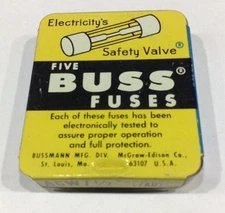 Electricity's
Safety Valve®
FIVE
BUSS®
FUSES
Each of these fuses has been
electronically tested to
assure proper operation
and full protection.
BUSSMANN MFG. DIV. McGraw-Edison Co.,
St. Louis, Mo. 63107 U.S.A.